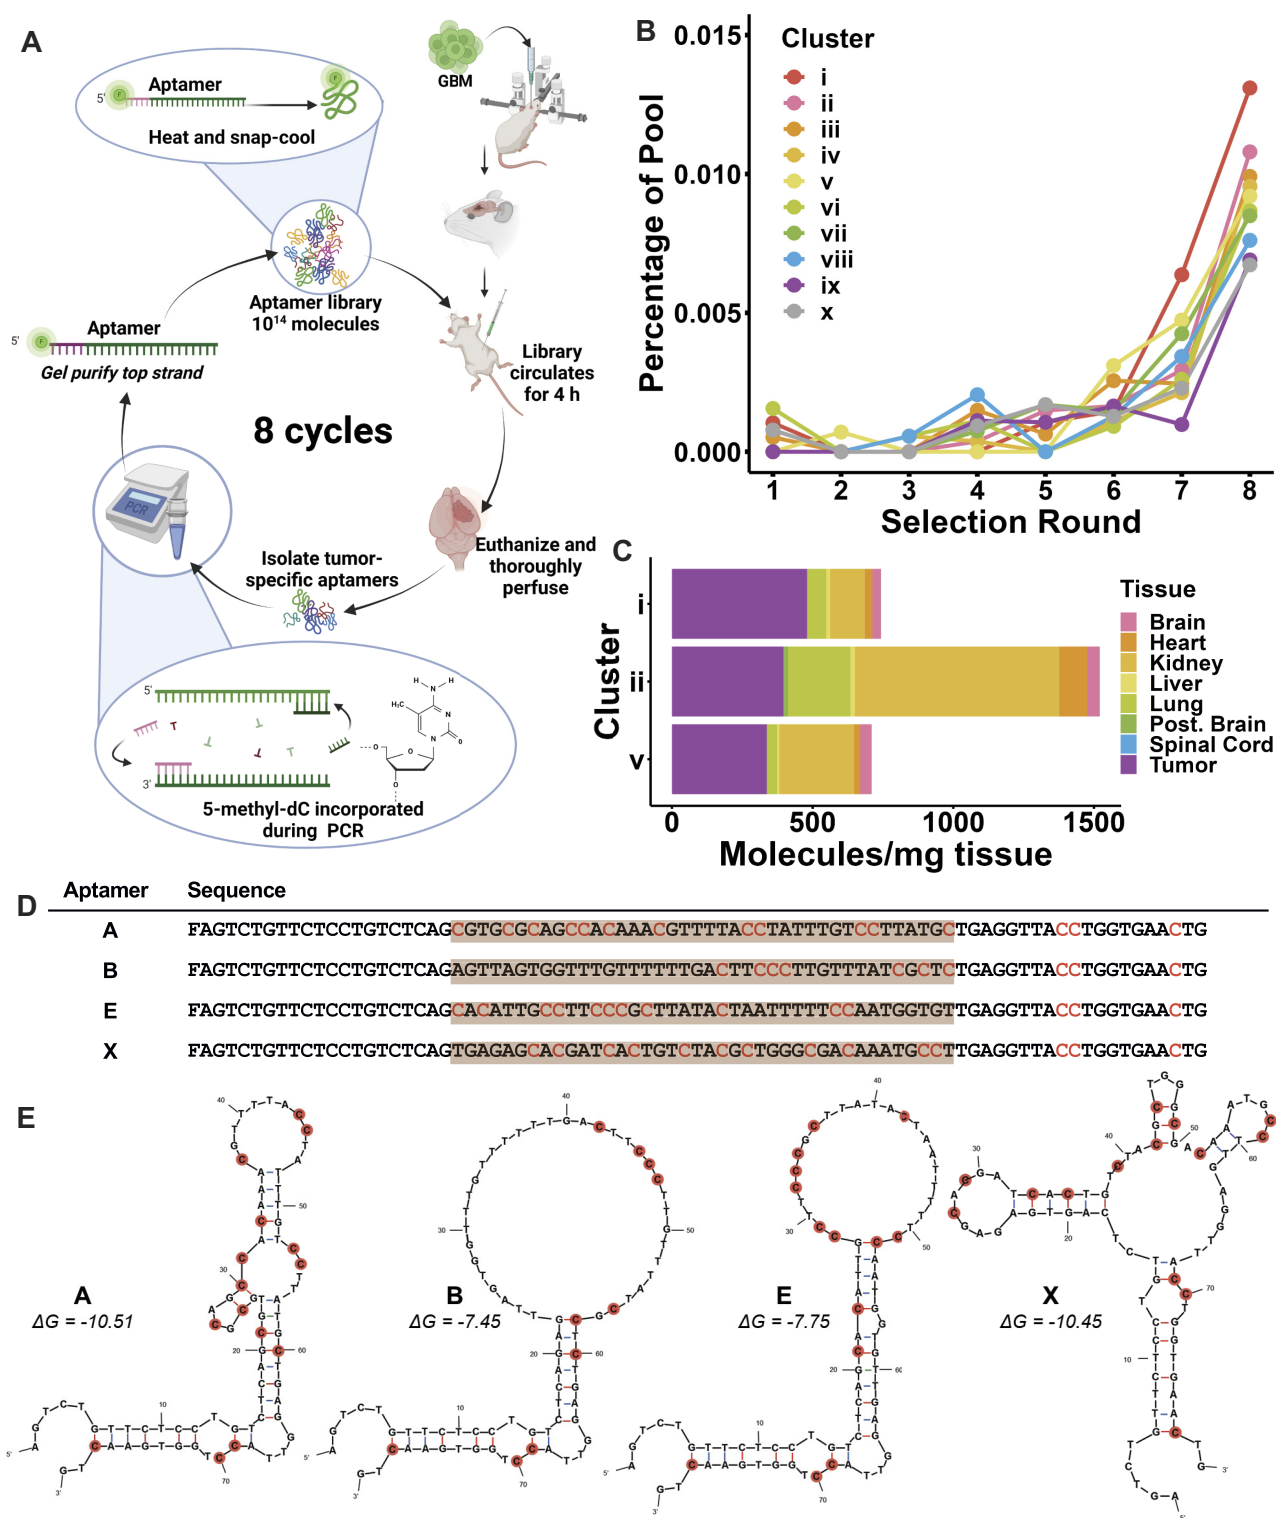 A
5'
F
Aptamer
F
Heat and snap-cool
GBM
Aptamer library
10¹⁴ molecules
5'
F
Aptamer
Gel purify top strand
Library
circulates
for 4 h
8 cycles
PCR
Isolate tumor-
specific aptamers
Euthanize and
thoroughly
perfuse
5'
3'
H
H
N
H₃C
N
N
O
O
O
O
5-methyl-dC incorporated
during PCR
B
Percentage of Pool
0.015
0.010
0.005
0.000
Cluster
i
ii
iii
iv
v
vi
vii
viii
ix
x
1 2 3 4 5 6 7 8
Selection Round
C
Cluster
i
ii
v
0 500 1000 1500
Molecules/mg tissue
Tissue
Brain
Heart
Kidney
Liver
Lung
Post. Brain
Spinal Cord
Tumor
D
Aptamer Sequence
A FAGTCTGTTCTCCTGTCTCAGCGTGCGCAGCCACAAACGTTTTACCTATTTGTCCTTATGCTGAGGTTACCTGGTGAACTG
B FAGTCTGTTCTCCTGTCTCAGAGTTAGTGGTTTGTTTTTTGACTTCCCTTGTTTATCGCTCTGAGGTTACCTGGTGAACTG
E FAGTCTGTTCTCCTGTCTCAGCACATTGCCTTCCCGCTTATACTAATTTTTCCAATGGTGTTGAGGTTACCTGGTGAACTG
X FAGTCTGTTCTCCTGTCTCAGTGAGAGCACGATCACTGTCTACGCTGGGCGACAAATGCCTTGAGGTTACCTGGTGAACTG
E
A
ΔG = -10.51
B
ΔG = -7.45
E
ΔG = -7.75
X
ΔG = -10.45